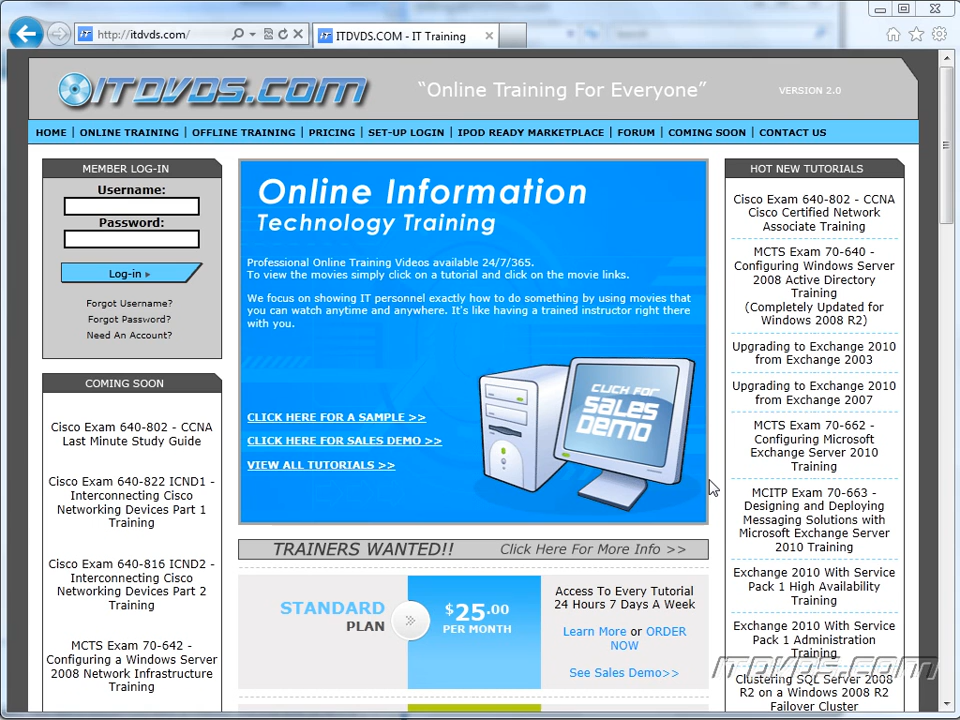 http://itdvds.com/
ITDVDS.COM - IT Training
ITDVDS.COM
“Online Training For Everyone”
VERSION 2.0
HOME | ONLINE TRAINING | OFFLINE TRAINING | PRICING | SET-UP LOGIN | IPOD READY MARKETPLACE | FORUM | COMING SOON | CONTACT US
MEMBER LOG-IN
Username:
Password:
Log-in
Forgot Username?
Forgot Password?
Need An Account?
COMING SOON
Cisco Exam 640-802 - CCNA
Last Minute Study Guide
Cisco Exam 640-822 ICND1 -
Interconnecting Cisco
Networking Devices Part 1
Training
Cisco Exam 640-816 ICND2 -
Interconnecting Cisco
Networking Devices Part 2
Training
MCTS Exam 70-642 -
Configuring a Windows Server
2008 Network Infrastructure
Training
Online Information
Technology Training
Professional Online Training Videos available 24/7/365.
To view the movies simply click on a tutorial and click on the movie links.
We focus on showing IT personnel exactly how to do something by using movies that
you can watch anytime and anywhere. It's like having a trained instructor right there
with you.
CLICK HERE FOR A SAMPLE >>
CLICK HERE FOR SALES DEMO >>
VIEW ALL TUTORIALS >>
CLICK FOR
SALES
DEMO
TRAINERS WANTED!! Click Here For More Info >>
STANDARD
PLAN
$25.00
PER MONTH
Access To Every Tutorial
24 Hours 7 Days A Week
Learn More or ORDER
NOW
See Sales Demo>>
HOT NEW TUTORIALS
Cisco Exam 640-802 - CCNA
Cisco Certified Network
Associate Training
MCTS Exam 70-640 -
Configuring Windows Server
2008 Active Directory
Training
(Completely Updated for
Windows 2008 R2)
Upgrading to Exchange 2010
from Exchange 2003
Upgrading to Exchange 2010
from Exchange 2007
MCTS Exam 70-662 -
Configuring Microsoft
Exchange Server 2010
Training
MCITP Exam 70-663 -
Designing and Deploying
Messaging Solutions with
Microsoft Exchange Server
2010 Training
Exchange 2010 With Service
Pack 1 High Availability
Training
Exchange 2010 With Service
Pack 1 Administration
Training
Clustering SQL Server 2008
R2 on a Windows 2008 R2
Failover Cluster
ITDVDS.COM